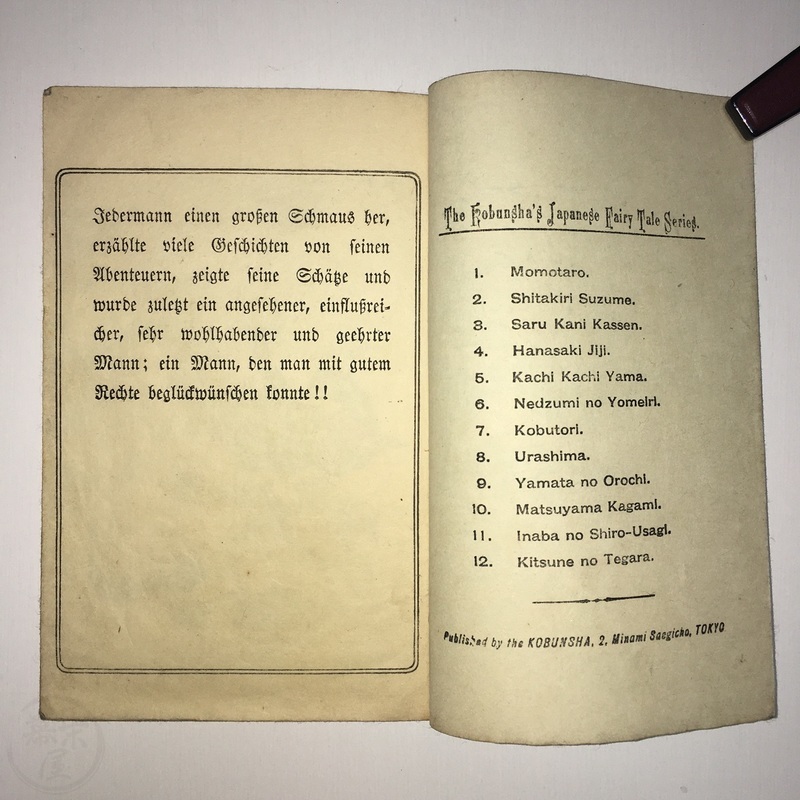 Jedermann einen großen Schmaus her,
erzählte viele Geschichten von seinen
Abenteuern, zeigte seine Schätze und
wurde zuletzt ein angesehener, einflußrei-
cher, sehr wohlhabender und geehrter
Mann; ein Mann, den man mit gutem
Rechte beglückwünschen konnte!!
The Kobunsha's Japanese Fairy Tale Series.
1. Momotaro.
2. Shitakiri Suzume.
3. Saru Kani Kassen.
4. Hanasaki Jiji.
5. Kachi Kachi Yama.
6. Nedzumi no Yomeiri.
7. Kobutori.
8. Urashima.
9. Yamata no Orochi.
10. Matsuyama Kagami.
11. Inaba no Shiro-Usagi.
12. Kitsune no Tegara.
Published by the KOBUNSHA, 2, Minami Saegicho, TOKYO